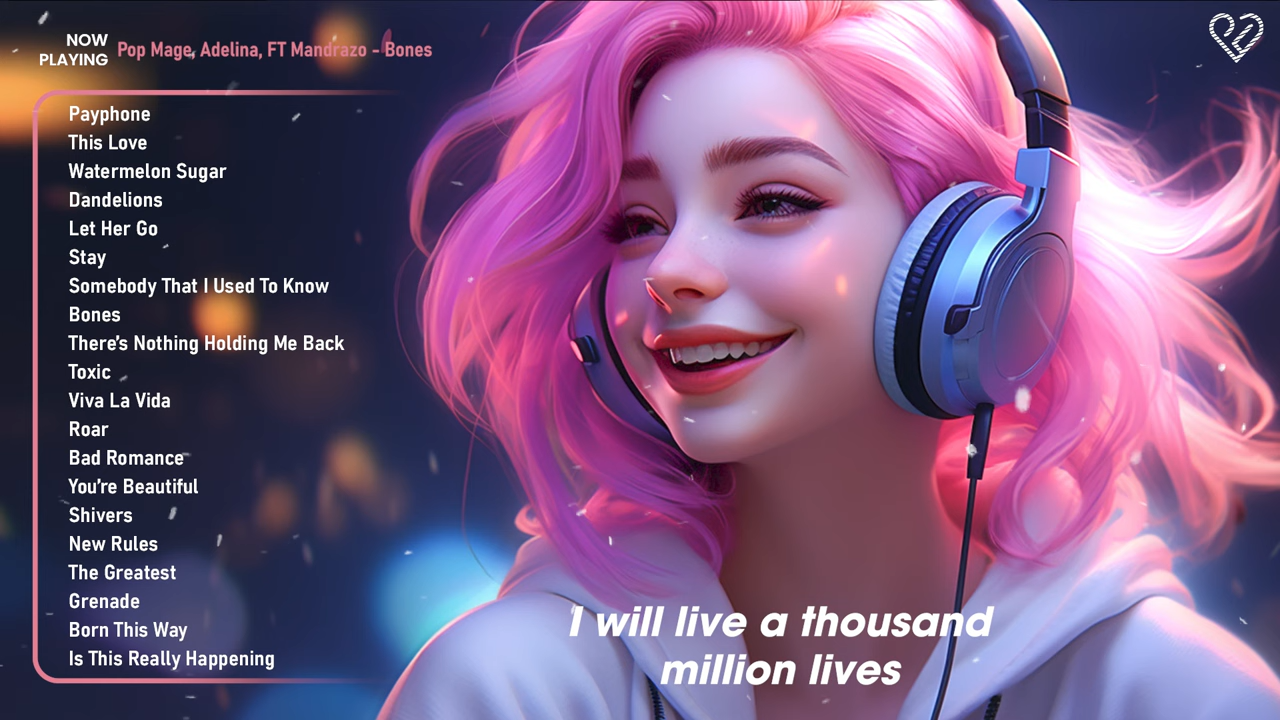 NOW
PLAYING
Pop Mage, Adelina, FT Mandrazo - Bones
Payphone
This Love
Watermelon Sugar
Dandelions
Let Her Go
Stay
Somebody That I Used To Know
Bones
There's Nothing Holding Me Back
Toxic
Viva La Vida
Roar
Bad Romance
You're Beautiful
Shivers
New Rules
The Greatest
Grenade
Born This Way
Is This Really Happening
I will live a thousand
million lives